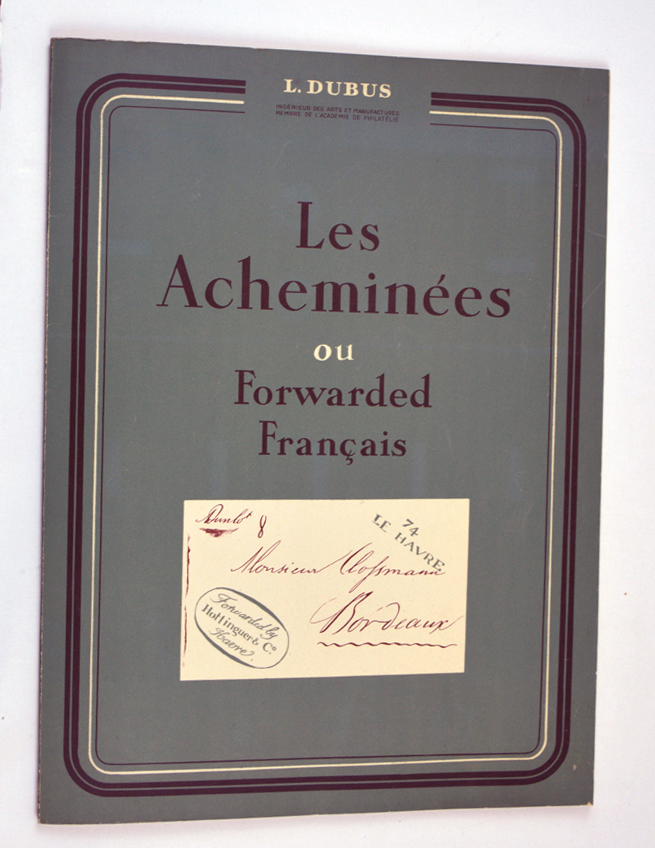 L. DUBUS
INGÉNIEUR DES ARTS ET MANUFACTURES
MEMBRE DE L'ACADÉMIE DE PHILATÉLIE
Les
Acheminées
ou
Forwarded
Français
8
74
LE HAVRE
Monsieur
Bordeaux
Forwarded by
Hottinguer & Co
Havre.